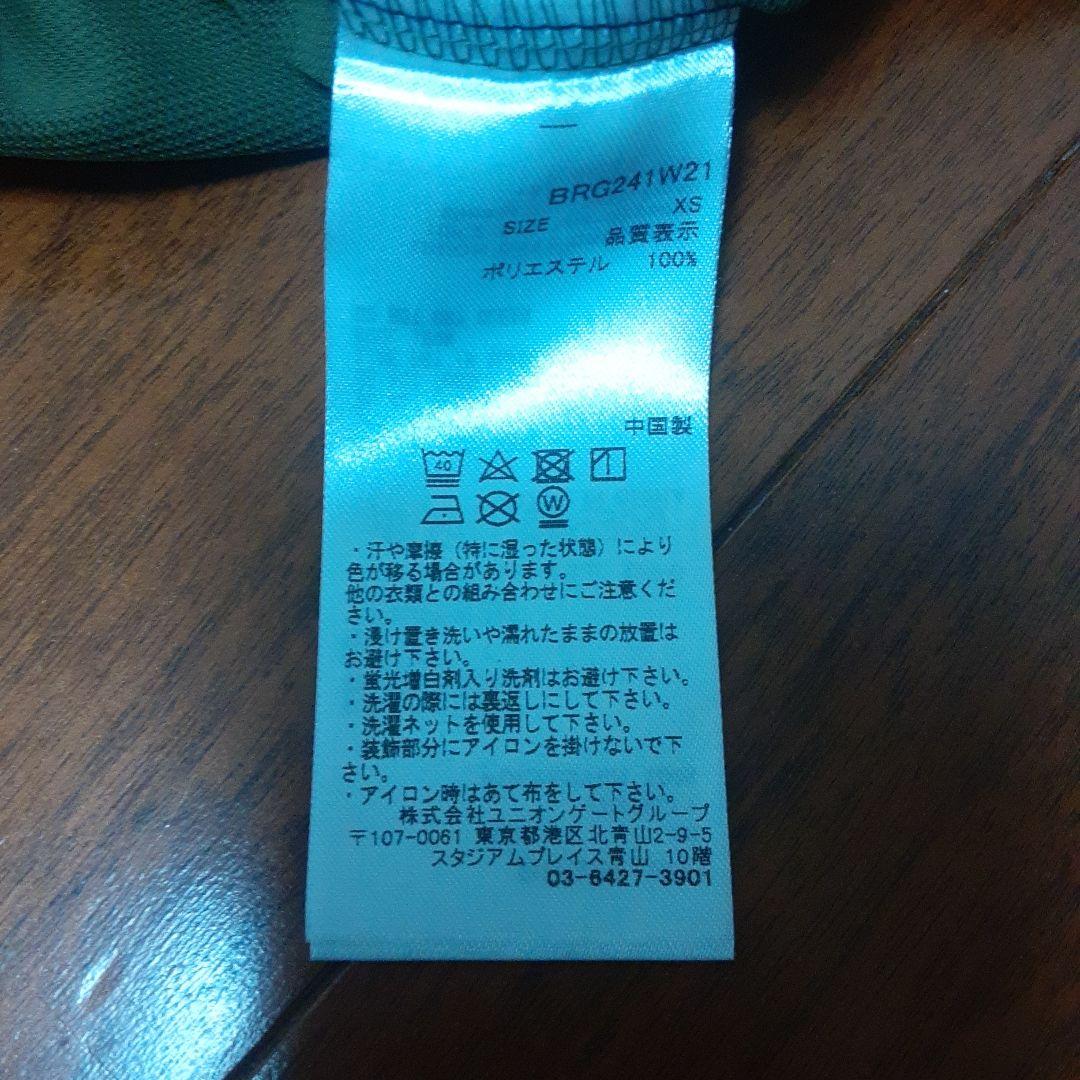 BRG241W21
SIZE XS
品質表示
ポリエステル 100%
中国製
40
W
・汗や摩擦（特に湿った状態）により
色が移る場合があります。
他の衣類との組み合わせにご注意くだ
さい。
・浸け置き洗いや濡れたままの放置は
お避け下さい。
・蛍光増白剤入り洗剤はお避け下さい。
・洗濯の際には裏返しにして下さい。
・洗濯ネットを使用して下さい。
・装飾部分にアイロンを掛けないで下
さい。
・アイロン時はあて布をして下さい。
株式会社ユニオンゲートグループ
〒107-0061 東京都港区北青山2-9-5
スタジアムプレイス青山 10階
03-6427-3901